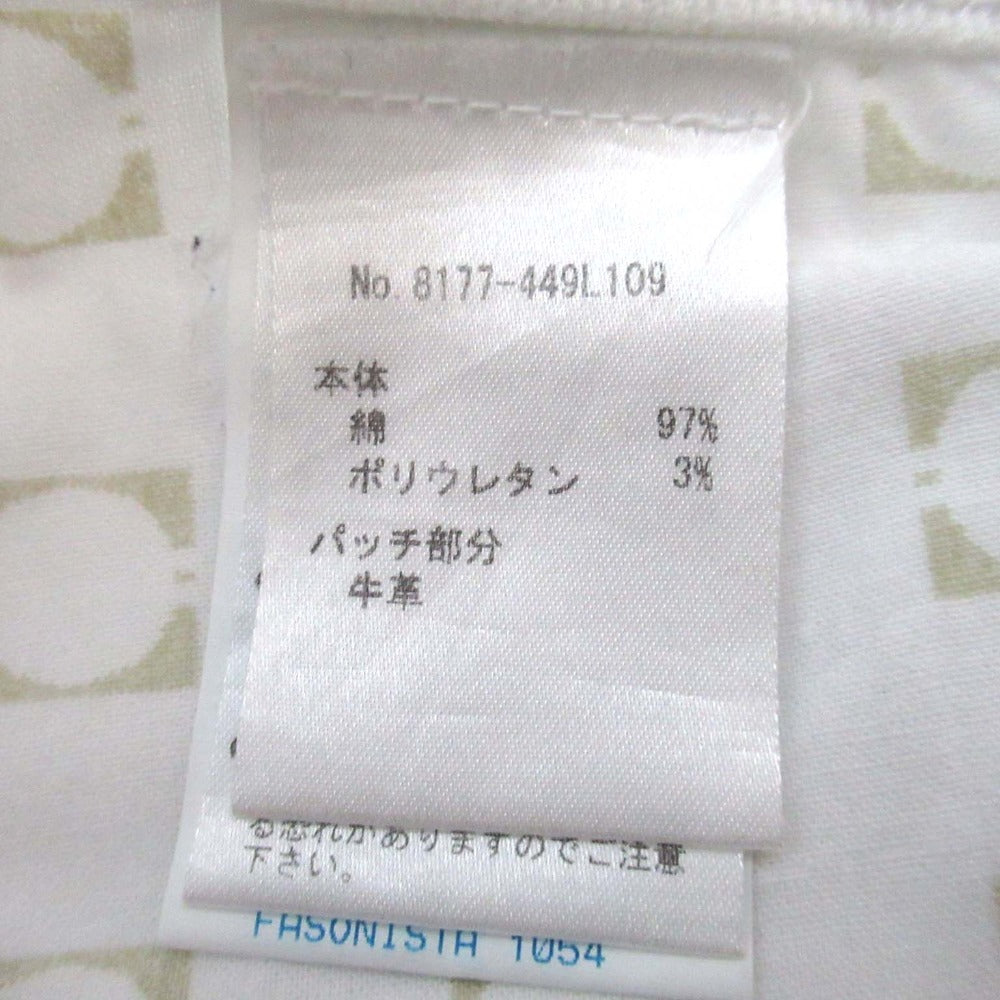 No. 8177-449L109
本体
綿 97%
ポリウレタン 3%
パッチ部分
牛革
る恐れがありますのでご注意
下さい。
FASONISTA 1054